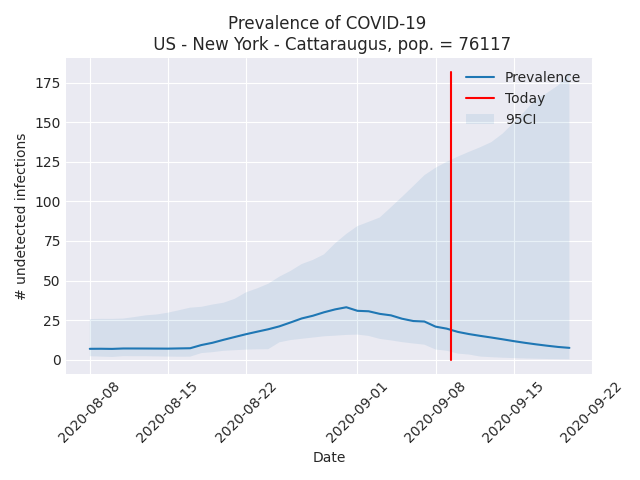 Prevalence of COVID-19
US - New York - Cattaraugus, pop. = 76117
Prevalence
Today
95CI
175
150
125
100
75
50
25
0
# undetected infections
2020-08-08
2020-08-15
2020-08-22
2020-09-01
2020-09-08
2020-09-15
2020-09-22
Date